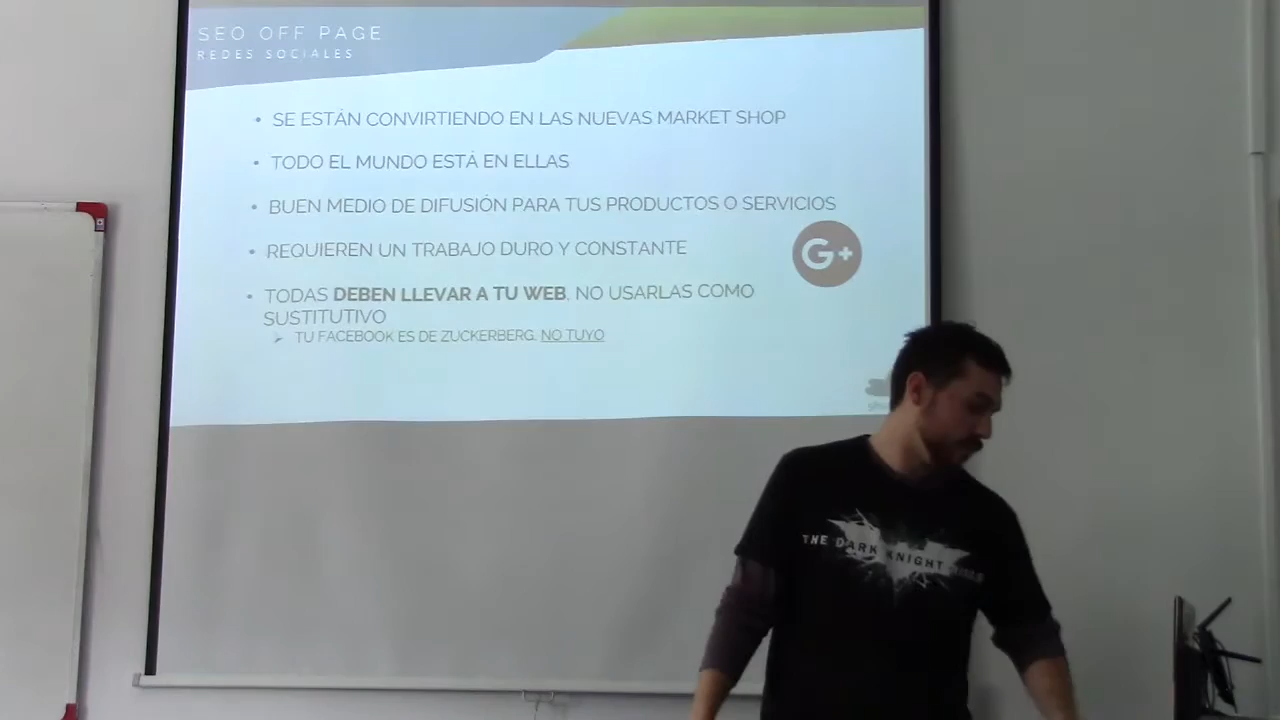 SEO OFF PAGE
REDES SOCIALES
• SE ESTÁN CONVIRTIENDO EN LAS NUEVAS MARKET SHOP
• TODO EL MUNDO ESTÁ EN ELLAS
• BUEN MEDIO DE DIFUSIÓN PARA TUS PRODUCTOS O SERVICIOS
• REQUIEREN UN TRABAJO DURO Y CONSTANTE
G+
• TODAS DEBEN LLEVAR A TU WEB. NO USARLAS COMO
SUSTITUTIVO
➢ TU FACEBOOK ES DE ZUCKERBERG. NO TUYO
THE DARK KNIGHT